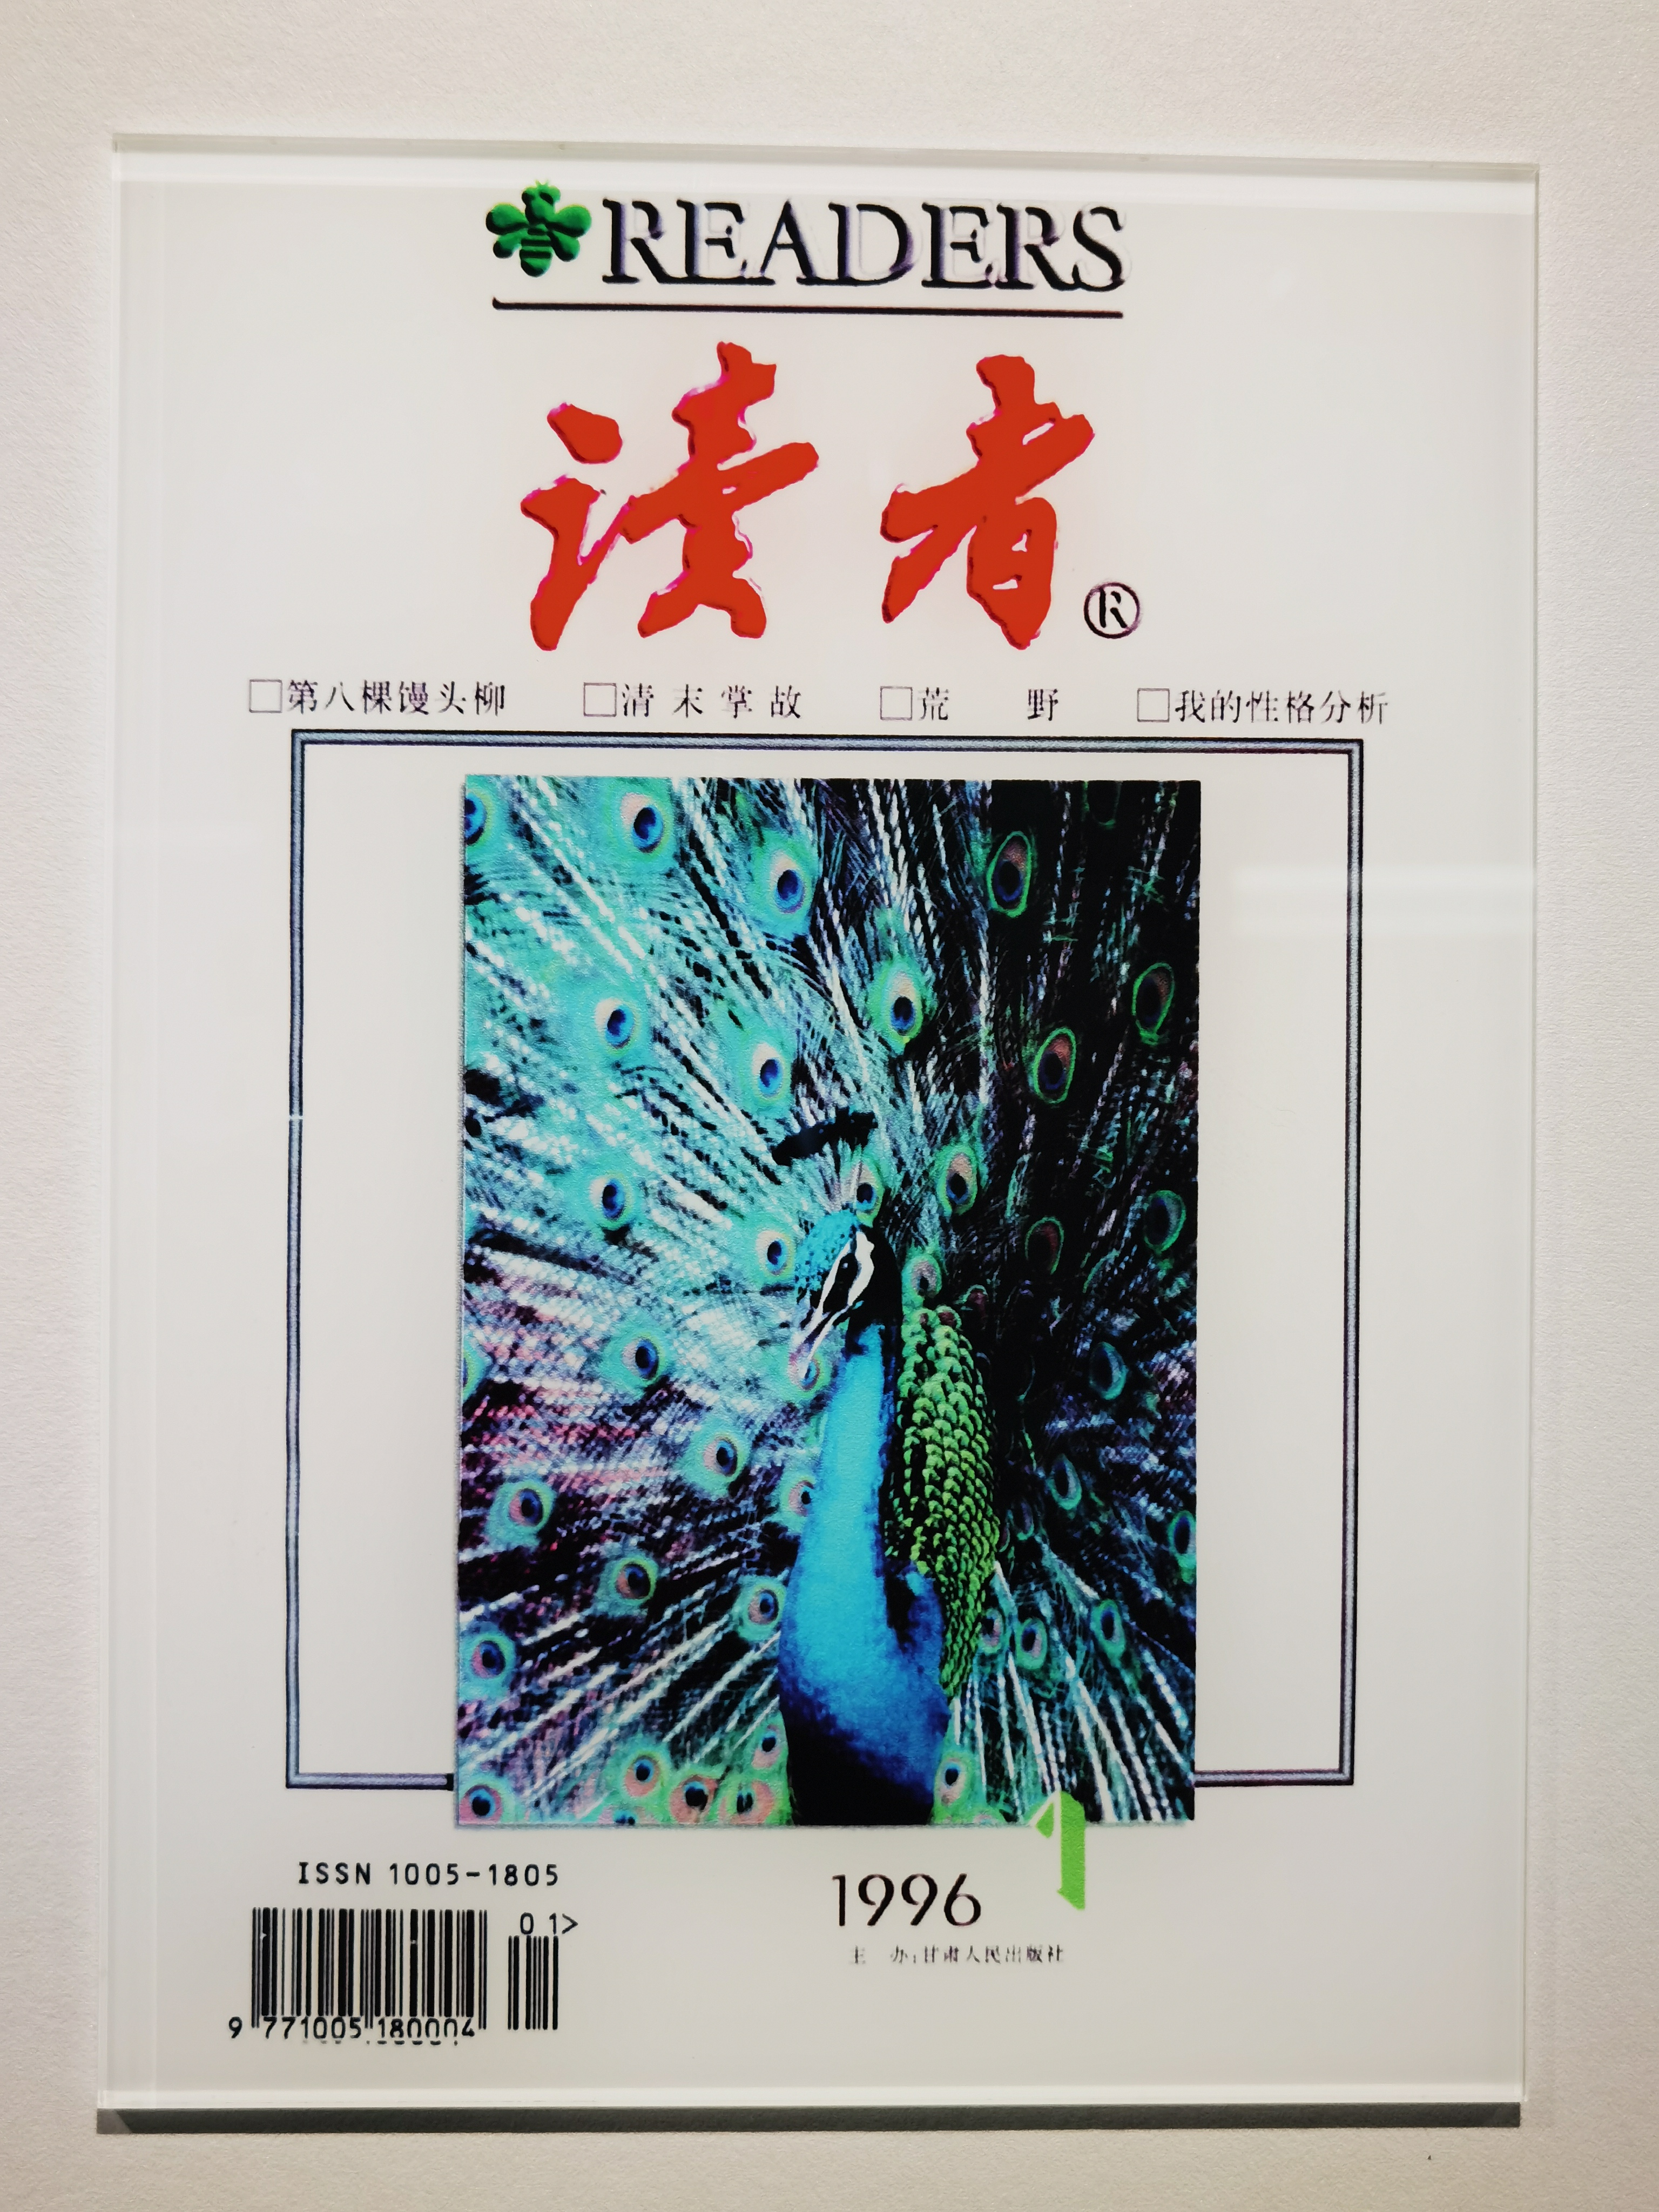 READERS
读者®
□第八棵馒头柳 □清末掌故 □荒野 □我的性格分析
ISSN 1005-1805
01>
9 771005 180004
1
1996
主 办:甘肃人民出版社